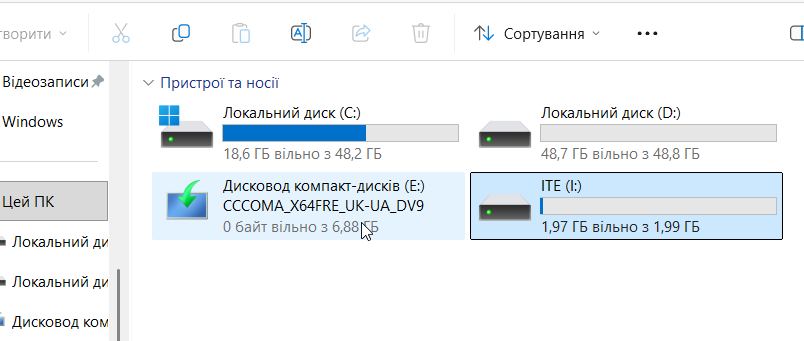 творити
Сортування
Відеозаписи
Windows
Цей ПК
Локальний ди
Локальний ди
Дисковод ком
Пристрої та носії
Локальний диск (C:)
18,6 ГБ вільно з 48,2 ГБ
Локальний диск (D:)
48,7 ГБ вільно з 48,8 ГБ
Дисковод компакт-дисків (E:)
CCCOMA_X64FRE_UK-UA_DV9
0 байт вільно з 6,88 ГБ
ITE (I:)
1,97 ГБ вільно з 1,99 ГБ